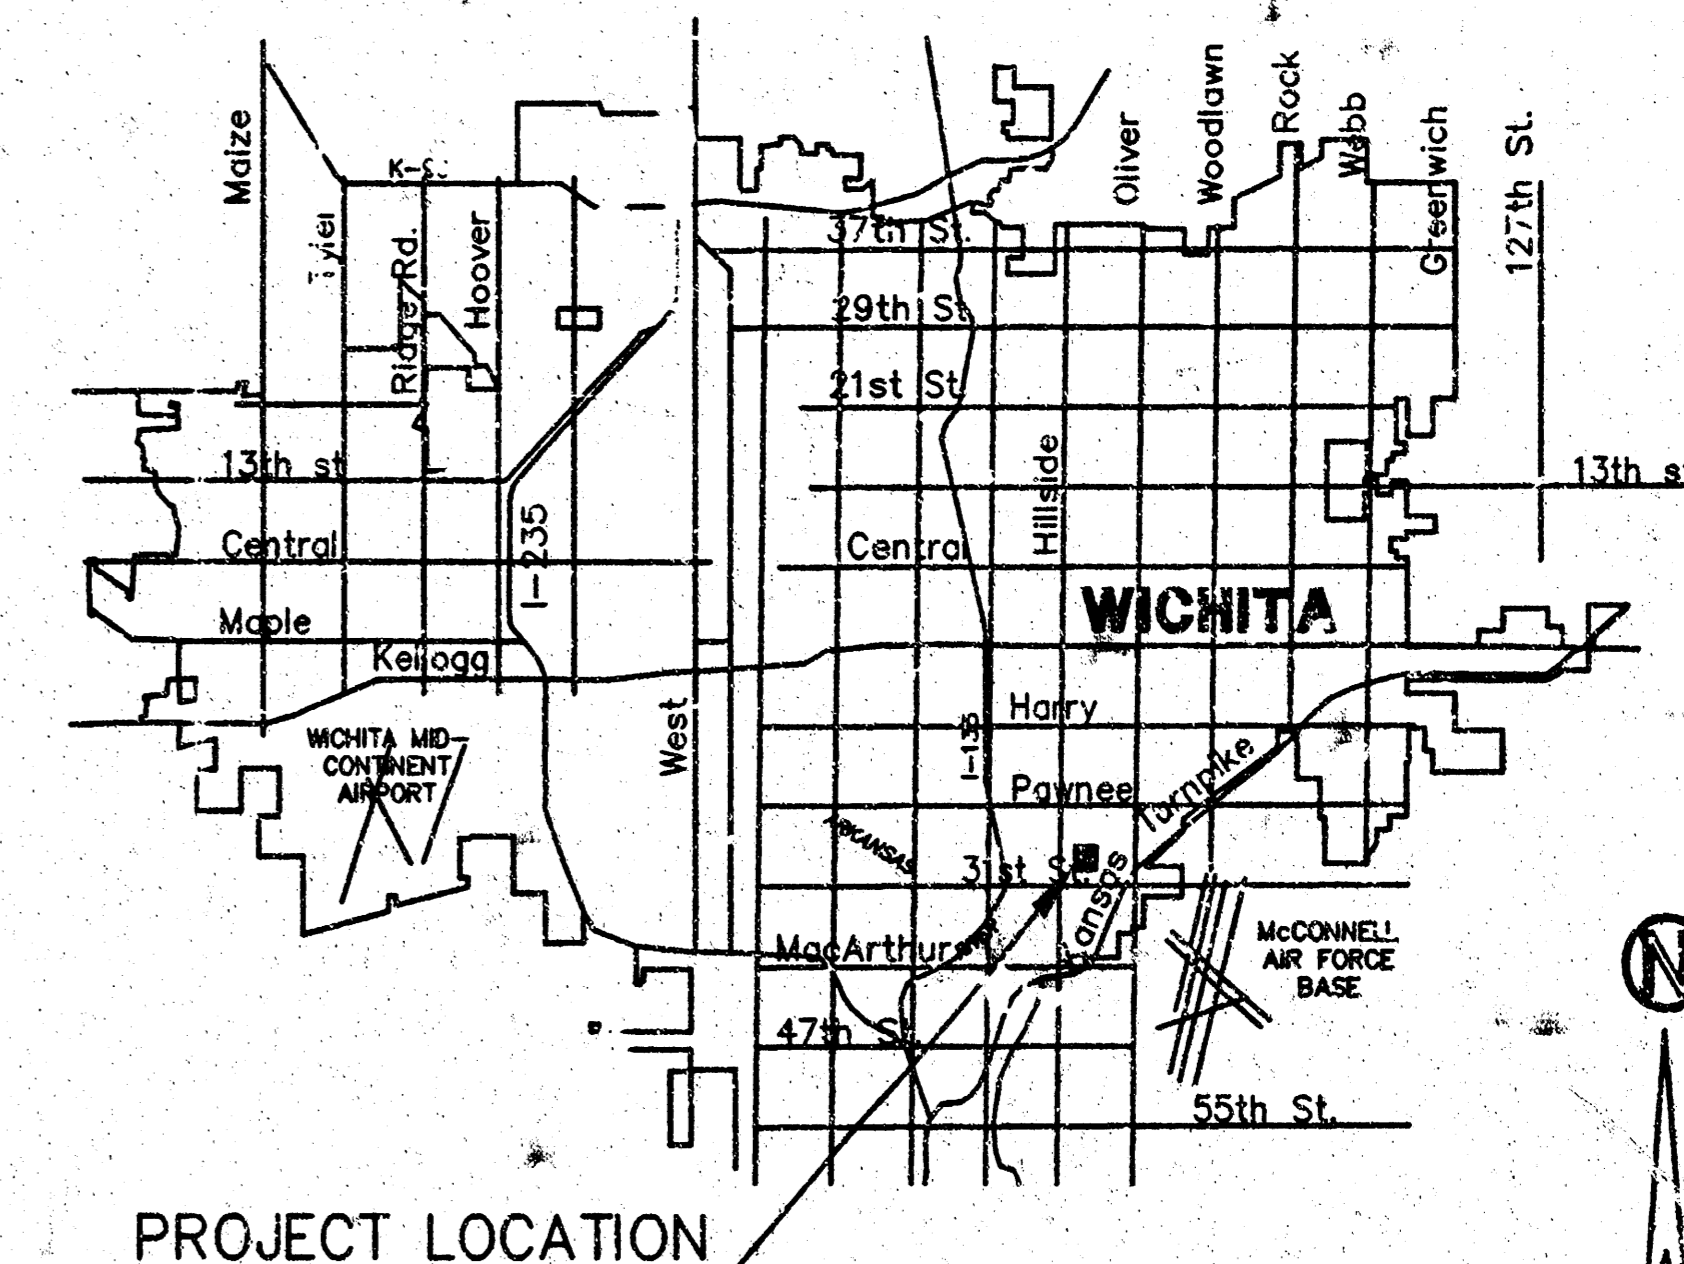 Maize
K-96
Tyler
Ridge Rd.
Hoover
Oliver
Woodlawn
Rock
Webb
Greenwich
127th St.
37th St.
29th St
21st St
13th st
13th st
Hillside
I-235
Central
Central
WICHITA
Maple
Kellogg
West
WICHITA MID-
CONTINENT
AIRPORT
Harry
I-135
Pawnee
Turnpike
ARKANSAS
31st St.
Kansas
MacArthur
McCONNELL
AIR FORCE
BASE
N
47th St
55th St.
PROJECT LOCATION